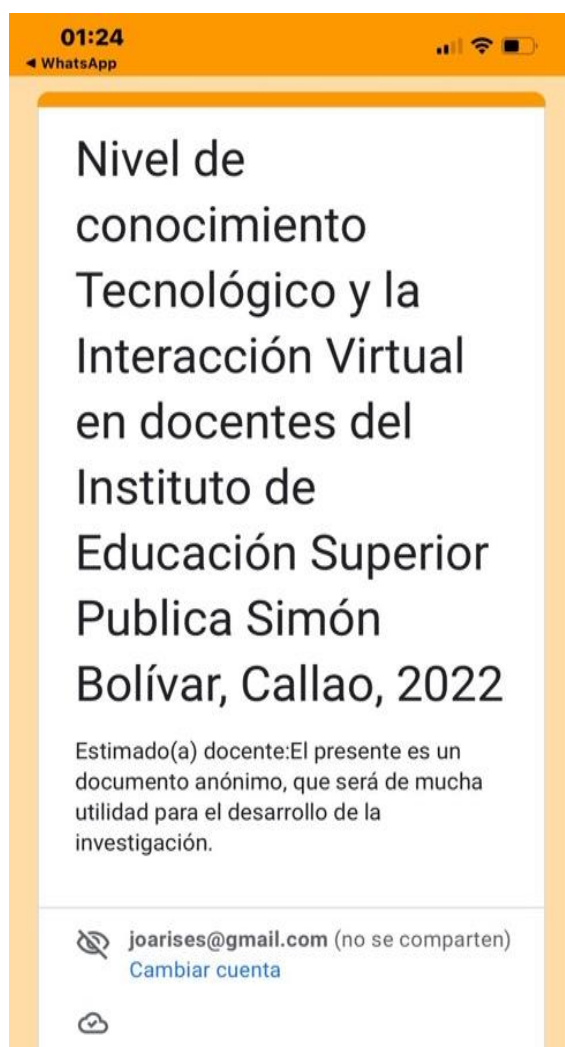 01:24
◀ WhatsApp
Nivel de
conocimiento
Tecnológico y la
Interacción Virtual
en docentes del
Instituto de
Educación Superior
Publica Simón
Bolívar, Callao, 2022
Estimado(a) docente:El presente es un
documento anónimo, que será de mucha
utilidad para el desarrollo de la
investigación.
joarises@gmail.com (no se comparten)
Cambiar cuenta